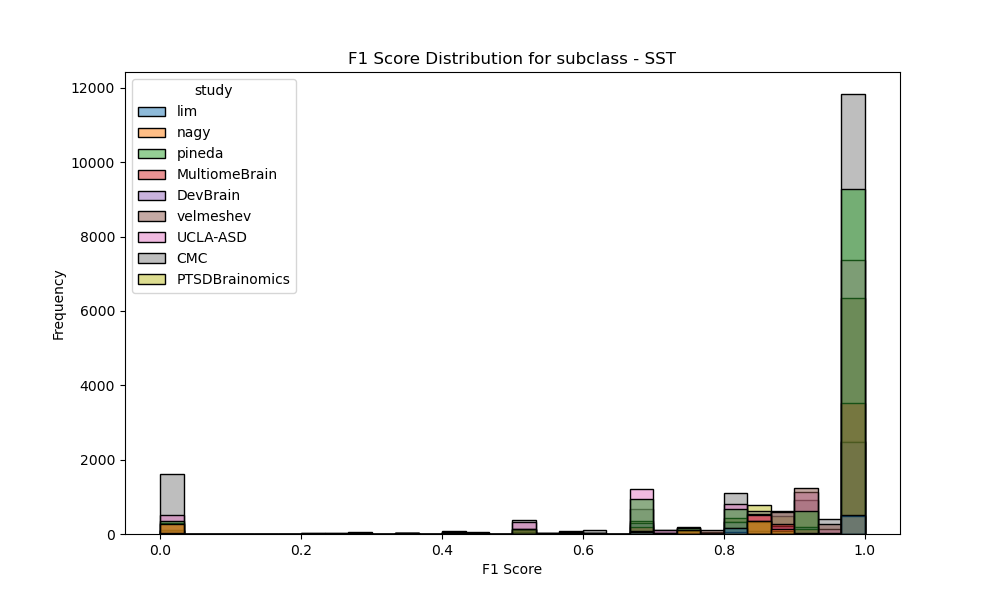 F1 Score Distribution for subclass - SST
study
lim
nagy
pineda
MultiomeBrain
DevBrain
velmeshev
UCLA-ASD
CMC
PTSDBrainomics
Frequency
12000
10000
8000
6000
4000
2000
0
0.0 0.2 0.4 0.6 0.8 1.0
F1 Score